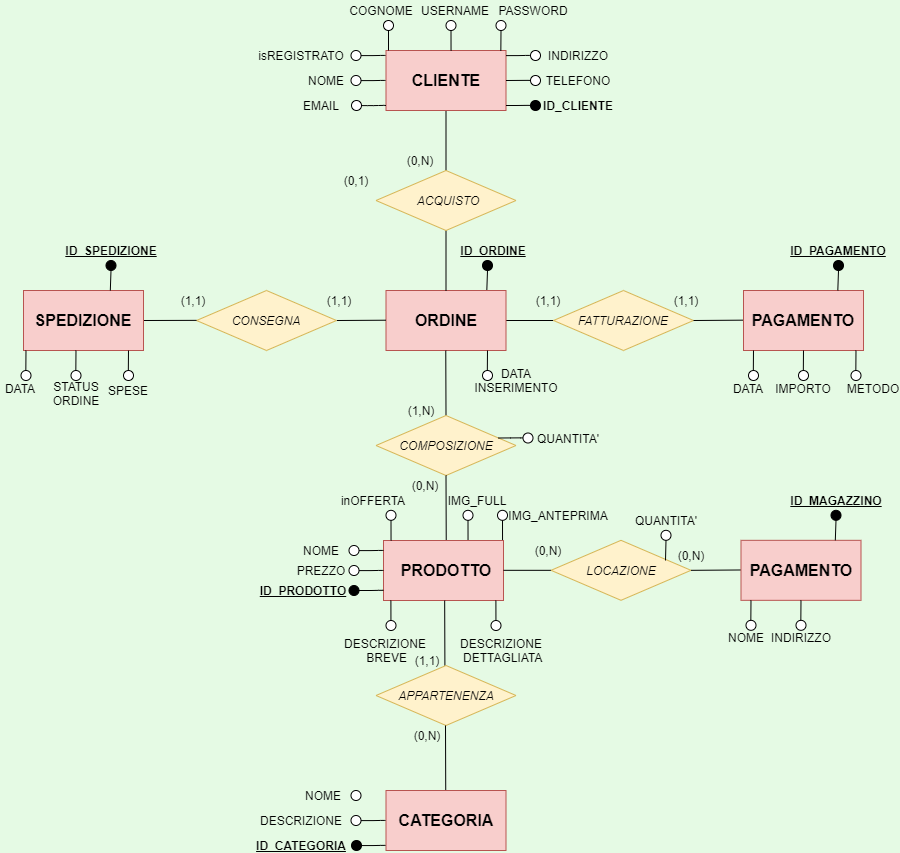 COGNOME USERNAME PASSWORD
isREGISTRATO
INDIRIZZO
NOME
CLIENTE
TELEFONO
EMAIL
ID_CLIENTE
(0,N)
(0,1)
ACQUISTO
ID_SPEDIZIONE
ID_ORDINE
ID_PAGAMENTO
(1,1)
(1,1)
(1,1)
(1,1)
SPEDIZIONE
CONSEGNA
ORDINE
FATTURAZIONE
PAGAMENTO
DATA
STATUS
ORDINE
SPESE
DATA
INSERIMENTO
DATA
IMPORTO
METODO
(1,N)
COMPOSIZIONE
QUANTITA'
(0,N)
inOFFERTA
IMG_FULL
IMG_ANTEPRIMA
QUANTITA'
ID_MAGAZZINO
NOME
(0,N)
(0,N)
PREZZO
PRODOTTO
LOCAZIONE
PAGAMENTO
ID_PRODOTTO
DESCRIZIONE
BREVE
DESCRIZIONE
DETTAGLIATA
NOME
INDIRIZZO
(1,1)
APPARTENENZA
(0,N)
NOME
DESCRIZIONE
CATEGORIA
ID_CATEGORIA